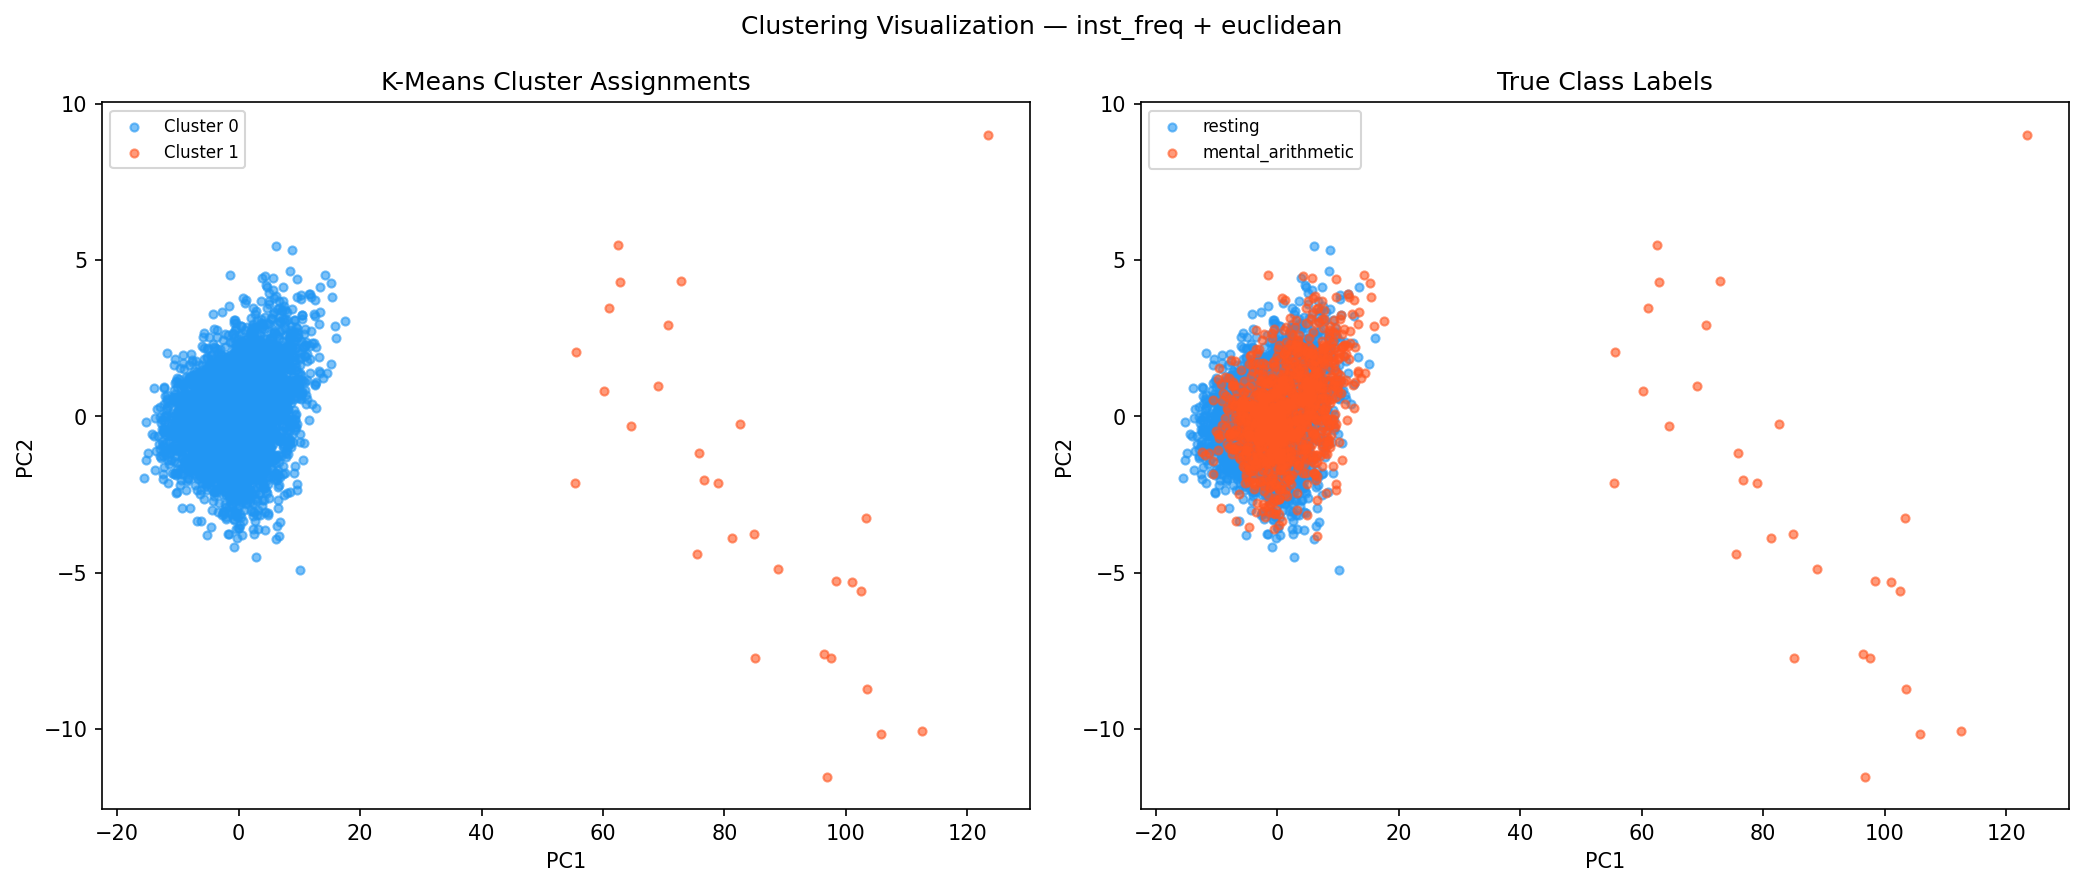 Clustering Visualization — inst_freq + euclidean
K-Means Cluster Assignments
Cluster 0
Cluster 1
10
5
0
−5
−10
PC2
−20
0
20
40
60
80
100
120
PC1
True Class Labels
resting
mental_arithmetic
10
5
0
−5
−10
PC2
−20
0
20
40
60
80
100
120
PC1